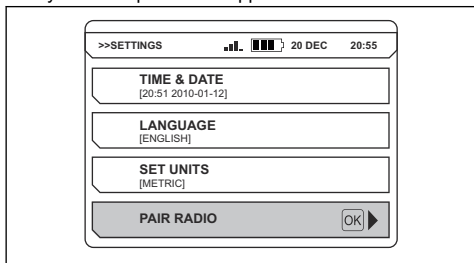 >>SETTINGS 20 DEC 20:55
TIME & DATE
[20:51 2010-01-12]
LANGUAGE
[ENGLISH]
SET UNITS
[METRIC]
PAIR RADIO OK